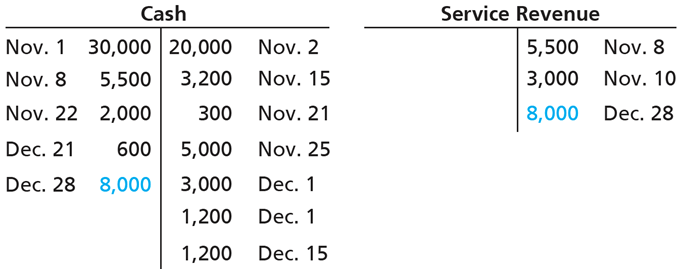 Cash Service Revenue
Nov. 1 30,000 20,000 Nov. 2 5,500 Nov. 8
Nov. 8 5,500 3,200 Nov. 15 3,000 Nov. 10
Nov. 22 2,000 300 Nov. 21 8,000 Dec. 28
Dec. 21 600 5,000 Nov. 25
Dec. 28 8,000 3,000 Dec. 1
1,200 Dec. 1
1,200 Dec. 15